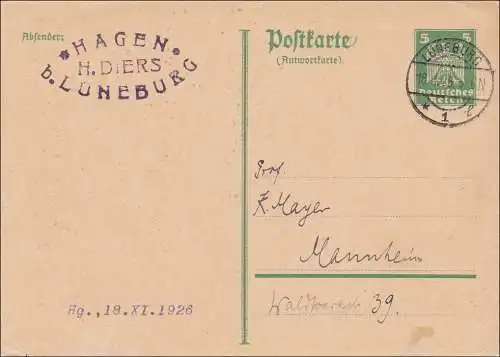 Absender:
* HAGEN *
H. DIERS
b. LÜNEBURG
Postkarte
(Antwortkarte)
5 5
Deutsches
Reich
LÜNEBURG
N
* 1 l
Prof.
K. Mayer
Mannheim
39.
Hg., 18. XI. 1926